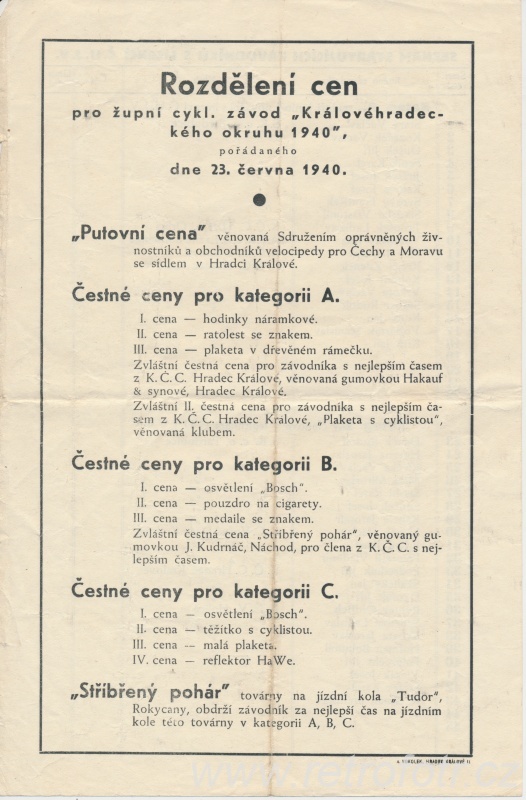 Rozdělení cen
pro župní cykl. závod „Královéhradec-
kého okruhu 1940",
pořádaného
dne 23. června 1940.
„Putovní cena" věnovaná Sdružením oprávněných živ-
nostníků a obchodníků velocipedy pro Čechy a Moravu
se sídlem v Hradci Králové.
Čestné ceny pro kategorii A.
I. cena — hodinky náramkové.
II. cena — ratolest se znakem.
III. cena — plaketa v dřevěném rámečku.
Zvláštní čestná cena pro závodníka s nejlepším časem
z K. Č. C. Hradec Králové, věnovaná gumovkou Hakauf
& synové, Hradec Králové.
Zvláštní II. čestná cena pro závodníka s nejlepším ča-
sem z K. Č. C. Hradec Králové, „Plaketa s cyklistou",
věnovaná klubem.
Čestné ceny pro kategorii B.
I. cena — osvětlení „Bosch".
II. cena — pouzdro na cigarety.
III. cena — medaile se znakem.
Zvláštní čestná cena „Stříbřený pohár", věnovaný gu-
movkou J. Kudrnáč, Náchod, pro člena z K. Č. C. s nej-
lepším časem.
Čestné ceny pro kategorii C.
I. cena — osvětlení „Bosch".
II. cena — těžítko s cyklistou.
III. cena — malá plaketa.
IV. cena — reflektor HaWe.
„Stříbřený pohár" továrny na jízdní kola „Tudor",
Rokycany, obdrží závodník za nejlepší čas na jízdním
kole této továrny v kategorii A, B, C.
HRADEC KRÁLOVÉ II.
www.retrofoto.cz